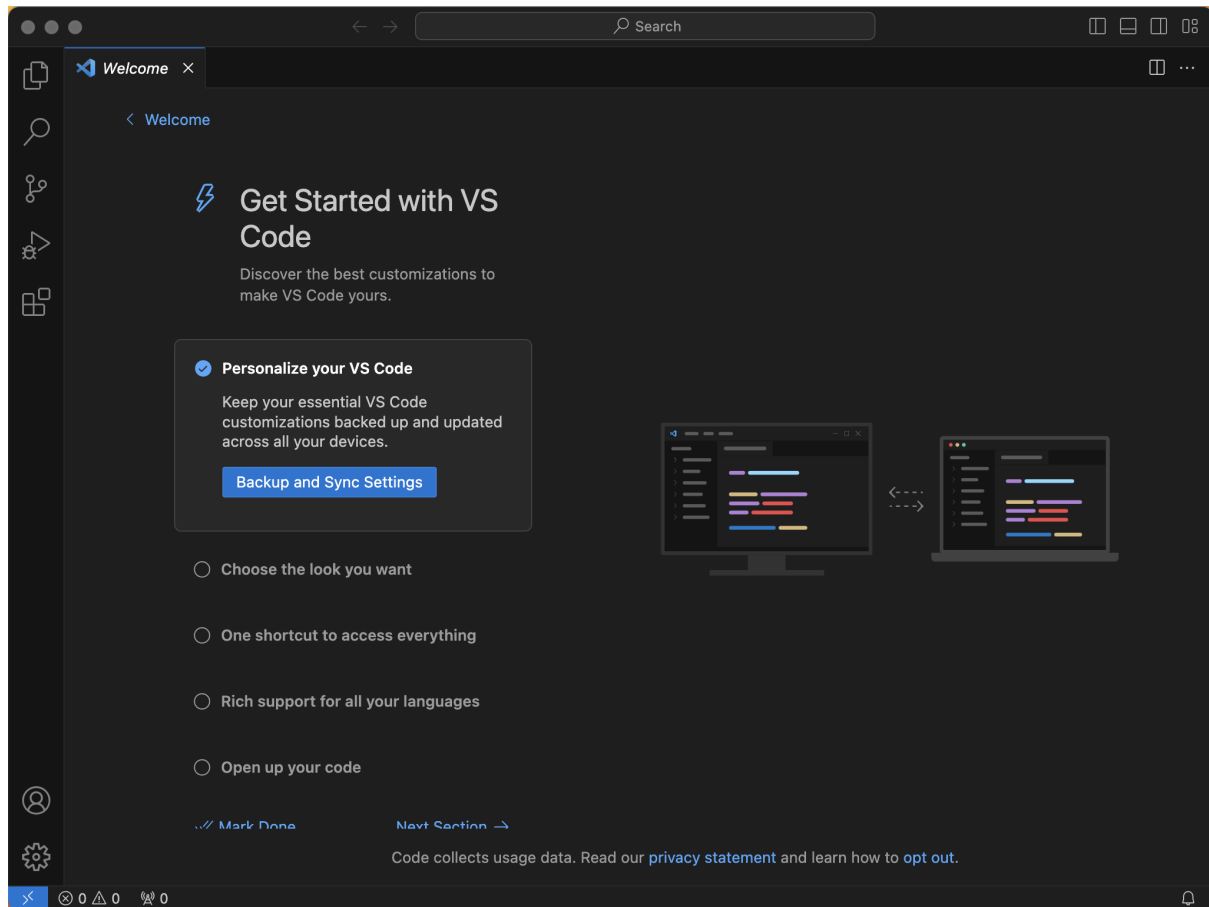 Search
Welcome
Welcome
Get Started with VS
Code
Discover the best customizations to
make VS Code yours.
Personalize your VS Code
Keep your essential VS Code
customizations backed up and updated
across all your devices.
Backup and Sync Settings
Choose the look you want
One shortcut to access everything
Rich support for all your languages
Open up your code
Mark Done Next Section
Code collects usage data. Read our privacy statement and learn how to opt out.
0 0 0